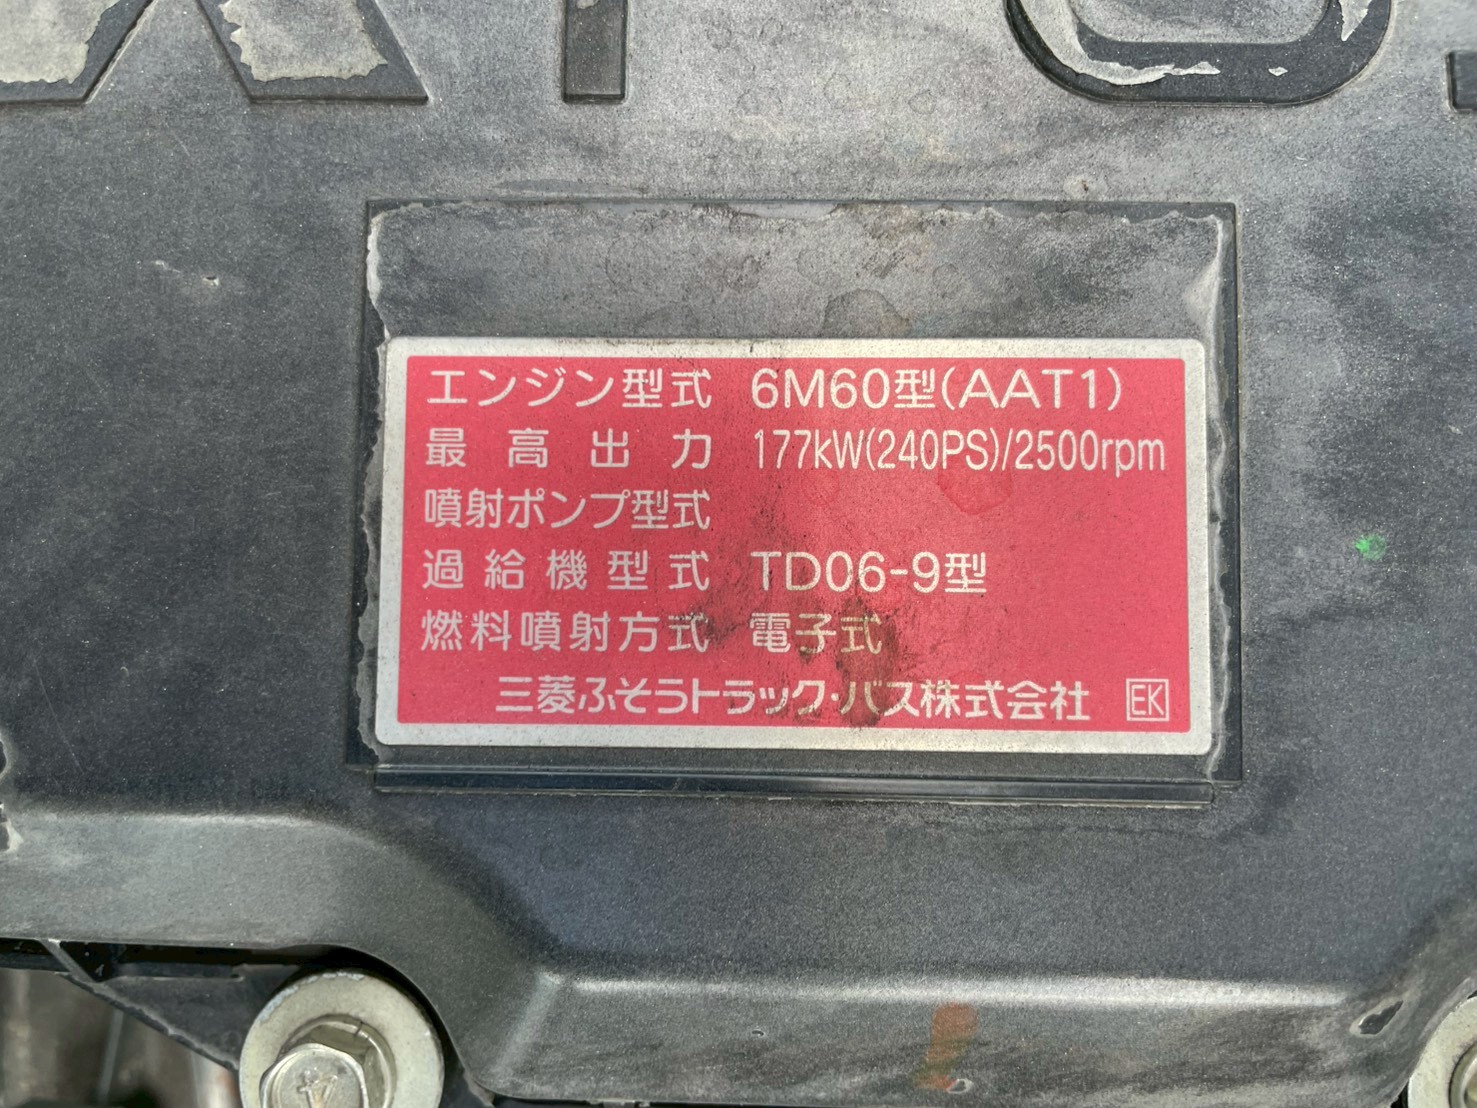 エンジン型式 6M60型(AAT1)
最高出力 177kW(240PS)/2500rpm
噴射ポンプ型式
過給機型式 TD06-9型
燃料噴射方式 電子式
三菱ふそうトラック・バス株式会社 EK